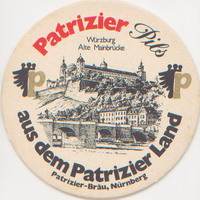 Patrizier Pils
Würzburg
Alte Mainbrücke
P
P
aus dem Patrizier Land
Patrizier-Bräu, Nürnberg